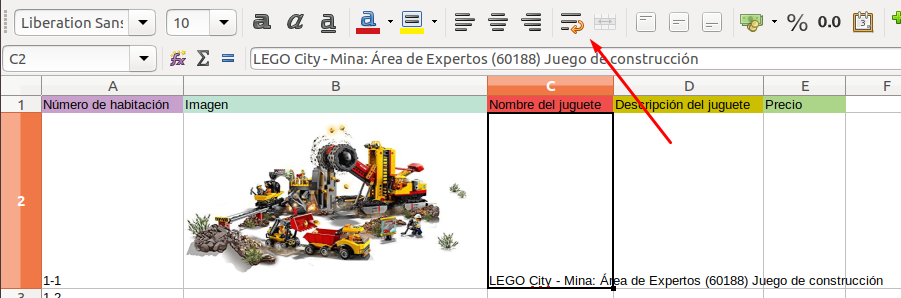 Liberation Sans
10
a a a a
% 0.0 3
C2 fx Σ = LEGO City - Mina: Área de Expertos (60188) Juego de construcción
A B C D E F
1 Número de habitación Imagen Nombre del juguete Descripción del juguete Precio
2
1-1 LEGO City - Mina: Área de Expertos (60188) Juego de construcción
3 1-2